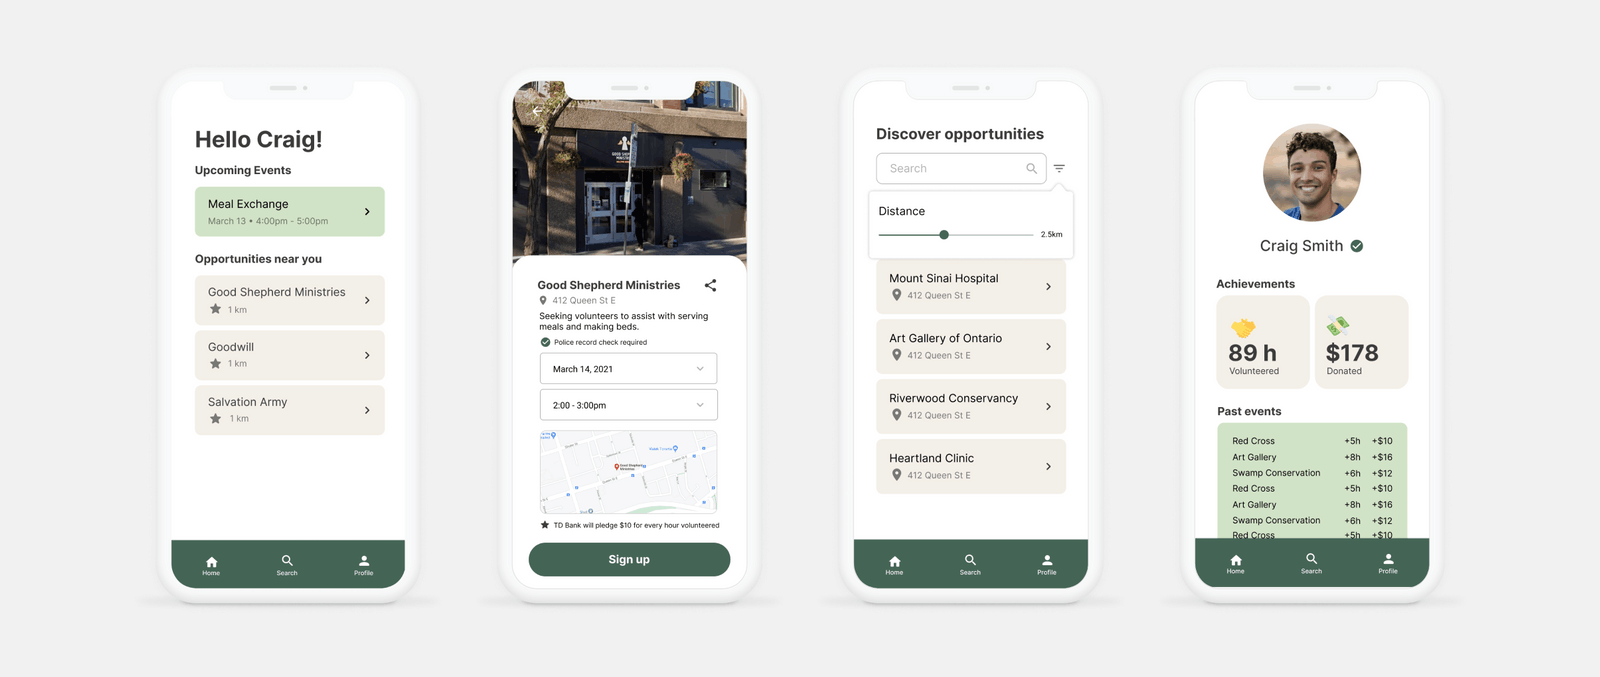 Hello Craig!
Upcoming Events
Meal Exchange
March 13 • 4:00pm - 5:00pm
Opportunities near you
Good Shepherd Ministries
1 km
Goodwill
1 km
Salvation Army
1 km
Home
Search
Profile
Good Shepherd Ministries
412 Queen St E
Seeking volunteers to assist with serving
meals and making beds.
Police record check required
March 14, 2021
2:00 - 3:00pm
Good Shepherd
Ministries
TD Bank will pledge $10 for every hour volunteered
Sign up
Discover opportunities
Search
Distance
2.5km
Mount Sinai Hospital
412 Queen St E
Art Gallery of Ontario
412 Queen St E
Riverwood Conservancy
412 Queen St E
Heartland Clinic
412 Queen St E
Home
Search
Profile
Craig Smith
Achievements
89 h
Volunteered
$178
Donated
Past events
Red Cross +5h +$10
Art Gallery +8h +$16
Swamp Conservation +6h +$12
Red Cross +5h +$10
Art Gallery +8h +$16
Swamp Conservation +6h +$12
Red Cross +5h +$10
Home
Search
Profile